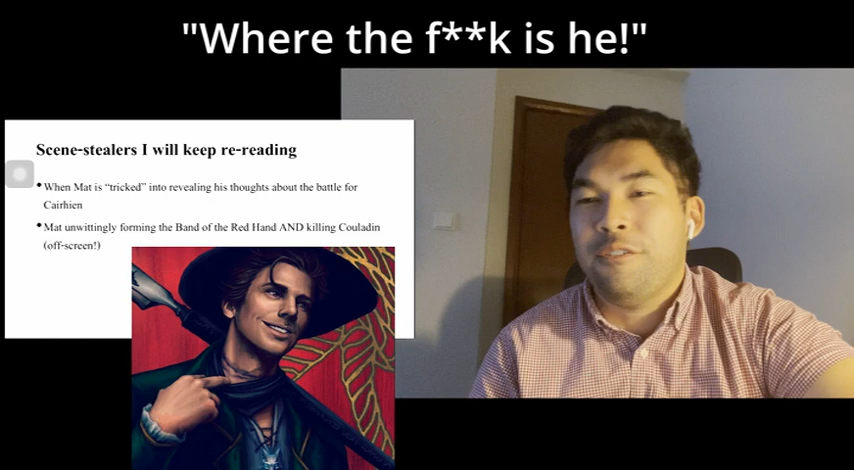 "Where the f**k is he!"
Scene-stealers I will keep re-reading
• When Mat is “tricked” into revealing his thoughts about the battle for
Cairhien
• Mat unwittingly forming the Band of the Red Hand AND killing Couladin
(off-screen!)